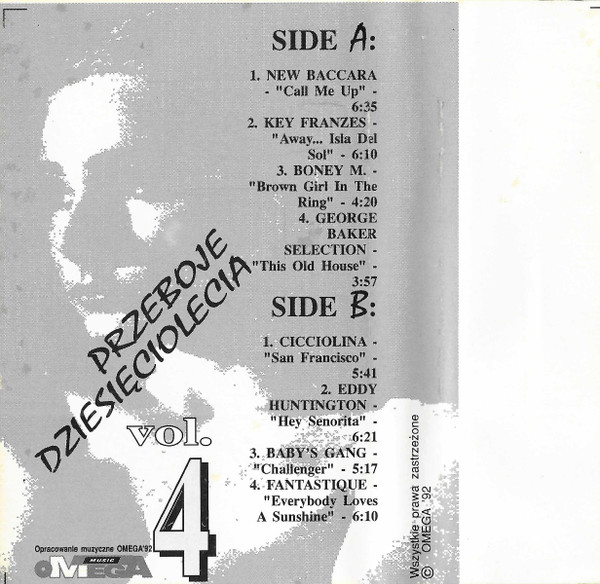 SIDE A:
1. NEW BACCARA
- "Call Me Up" -
6:35
2. KEY FRANZES -
"Away... Isla Del
Sol" - 6:10
3. BONEY M. -
"Brown Girl In The
Ring" - 4:20
4. GEORGE
BAKER
SELECTION -
"This Old House" -
3:57
SIDE B:
1. CICCIOLINA -
"San Francisco" -
5:41
2. EDDY
HUNTINGTON -
"Hey Senorita" -
6:21
3. BABY'S GANG -
"Challenger" - 5:17
4. FANTASTIQUE -
"Everybody Loves
A Sunshine" - 6:10
PRZEBOJE
DZIESIĘCIOLECIA
vol.
4
Opracowanie muzyczne OMEGA'92
OMEGA
MUSIC
Wszystkie prawa zastrzeżone
© OMEGA '92